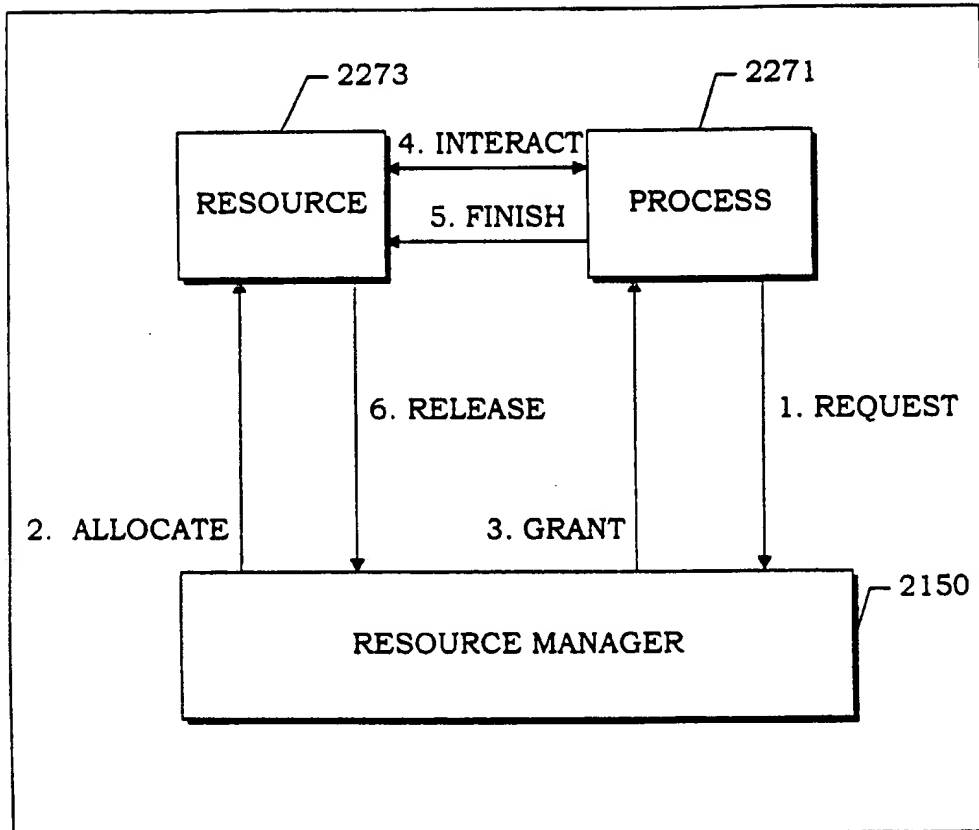 2273
2271
4. INTERACT
RESOURCE
PROCESS
5. FINISH
6. RELEASE
1. REQUEST
2. ALLOCATE
3. GRANT
2150
RESOURCE MANAGER